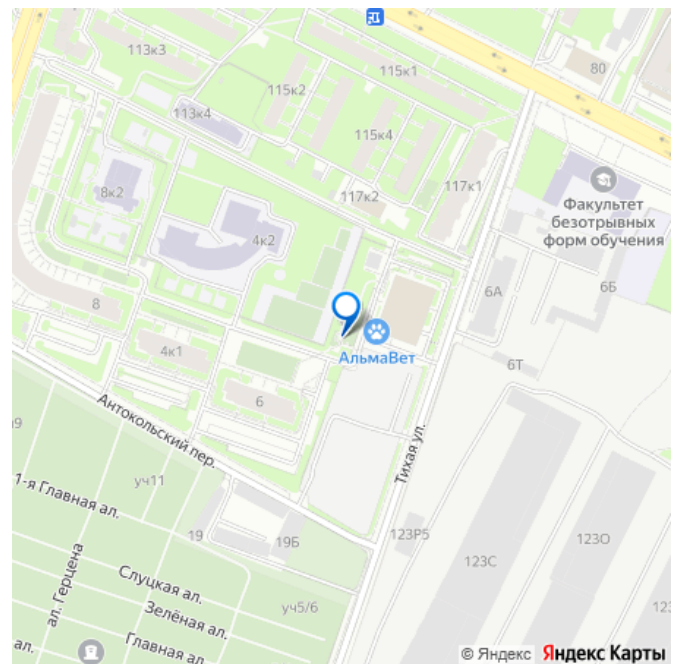 113к3
115к1
80
115к2
113к4
115к4
117к2
117к1
8к2
Факультет
безотрывных
форм обучения
4к2
6А
6Б
8
АльмаВет
4к1
6Т
6
Антокольский пер.
Тихая ул.
уч11
1-я Главная ал.
19
19Б
123Р5
123С
123О
ал. Герцена
Слуцкая ал.
уч5/6
Зелёная ал.
ал.
Главная ал.
© Яндекс Яндекс Карты